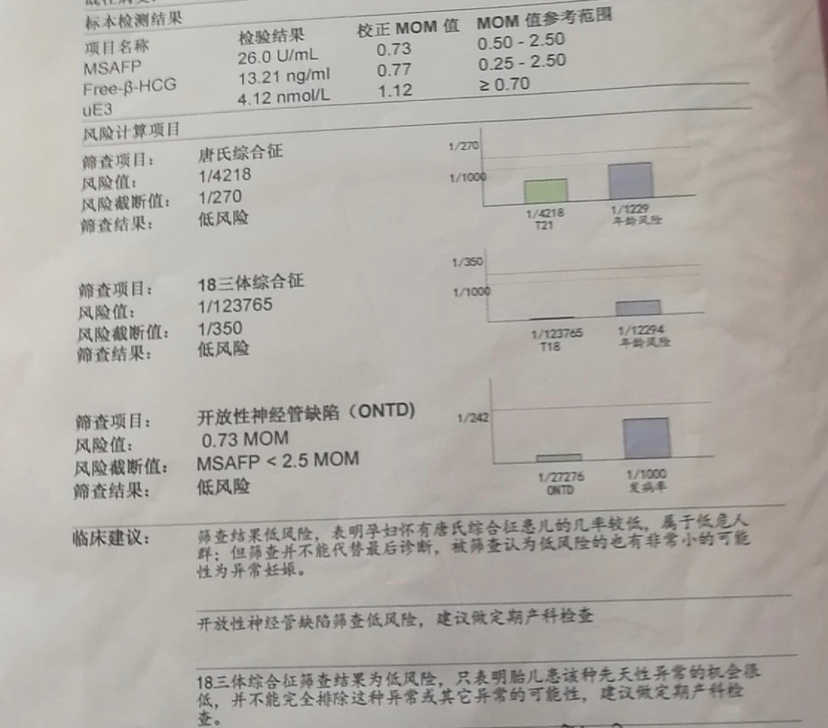 标本检测结果
项目名称 检验结果 校正 MOM 值 MOM 值参考范围
MSAFP 26.0 U/mL 0.73 0.50 - 2.50
Free-β-HCG 13.21 ng/ml 0.77 0.25 - 2.50
uE3 4.12 nmol/L 1.12 ≥ 0.70
风险计算项目
筛查项目： 唐氏综合征
风险值： 1/4218
风险截断值： 1/270
筛查结果： 低风险
1/270
1/1000
1/4218 1/1229
T21 年龄风险
筛查项目： 18三体综合征
风险值： 1/123765
风险截断值： 1/350
筛查结果： 低风险
1/350
1/1000
1/123765 1/12294
T18 年龄风险
筛查项目： 开放性神经管缺陷（ONTD)
风险值： 0.73 MOM
风险截断值： MSAFP < 2.5 MOM
筛查结果： 低风险
1/242
1/27276 1/1000
ONTD 发病率
临床建议： 筛查结果低风险，表明孕妇怀有唐氏综合征患儿的几率较低，属于低危人
群；但筛查并不能代替最后诊断，被筛查认为低风险的也有非常小的可能
性为异常妊娠。
开放性神经管缺陷筛查低风险，建议做定期产科检查
18三体综合征筛查结果为低风险，只表明胎儿患该种先天性异常的机会很
低，并不能完全排除这种异常或其它异常的可能性，建议做定期产科检
查。